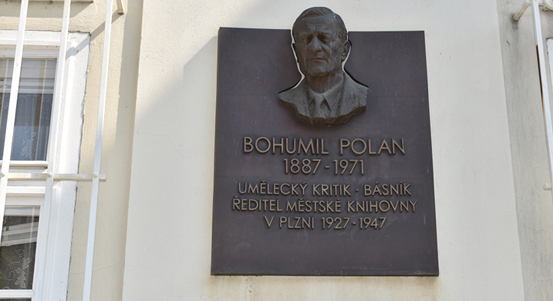 BOHUMIL POLAN
1887-1971
UMĚLECKÝ KRITIK - BÁSNÍK
ŘEDITEL MĚSTSKÉ KNIHOVNY
V PLZNI 1927-1947